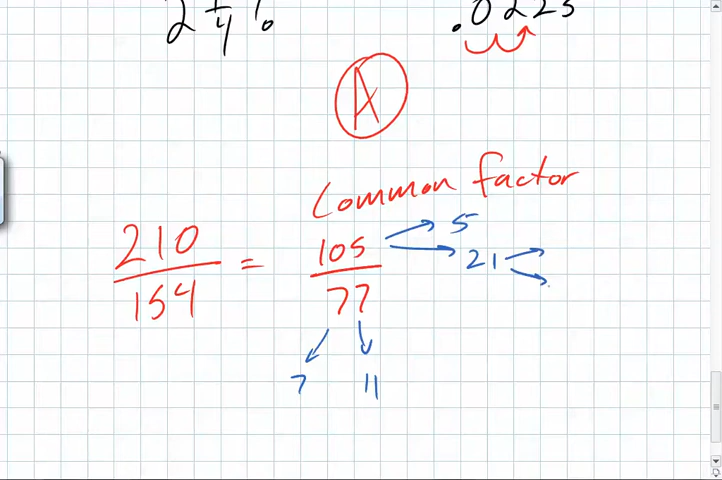 2 1/4 % .0225
A
Common factor
210/154 = 105/77
5
21
7 11